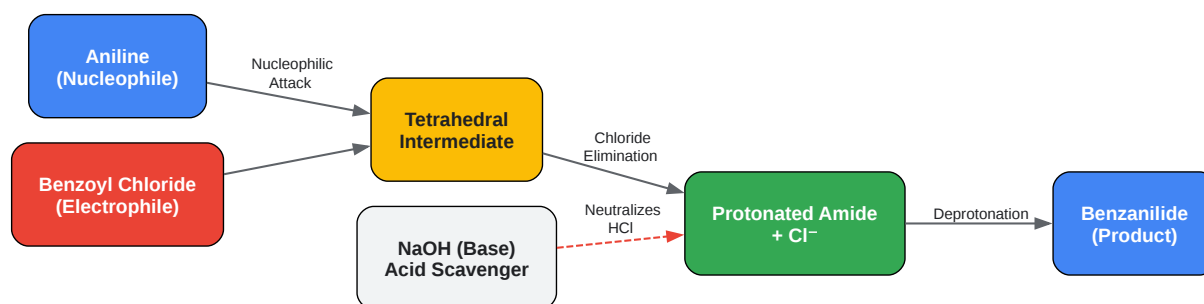 Aniline
(Nucleophile)
Nucleophilic
Attack
Benzoyl Chloride
(Electrophile)
Tetrahedral
Intermediate
Chloride
Elimination
NaOH (Base)
Acid Scavenger
Neutralizes
HCl
Protonated Amide
+ Cl⁻
Deprotonation
Benzanilide
(Product)